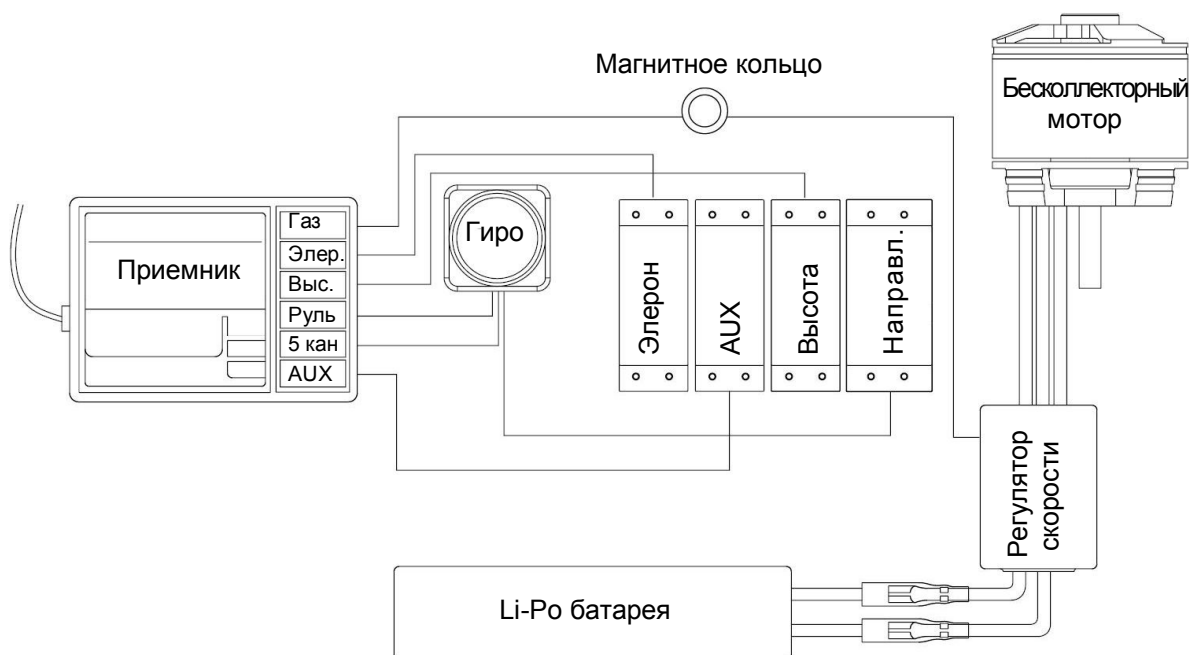 Магнитное кольцо
Бесколлекторный
мотор
Приемник
Газ
Элер.
Выс.
Руль
5 кан
AUX
Гиро
Элерон
AUX
Высота
Направл.
Регулятор
скорости
Li-Po батарея